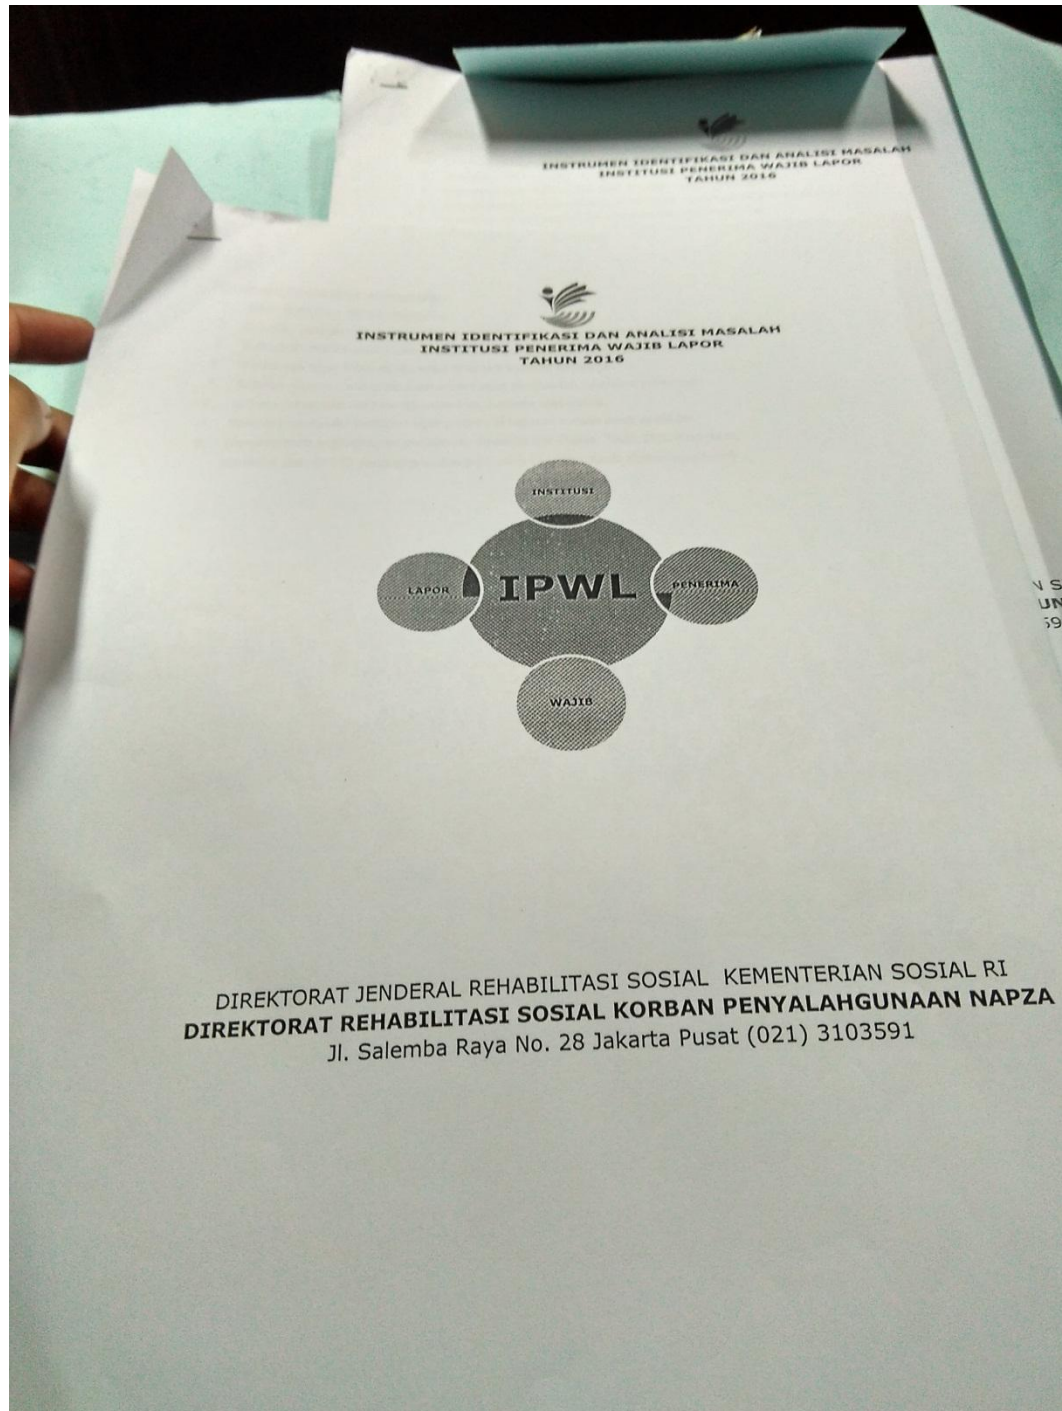 INSTRUMEN IDENTIFIKASI DAN ANALISI MASALAH
INSTITUSI PENERIMA WAJIB LAPOR
TAHUN 2016
INSTRUMEN IDENTIFIKASI DAN ANALISI MASALAH
INSTITUSI PENERIMA WAJIB LAPOR
TAHUN 2016
INSTITUSI
LAPOR
IPWL
PENERIMA
WAJIB
DIREKTORAT JENDERAL REHABILITASI SOSIAL KEMENTERIAN SOSIAL RI
DIREKTORAT REHABILITASI SOSIAL KORBAN PENYALAHGUNAAN NAPZA
Jl. Salemba Raya No. 28 Jakarta Pusat (021) 3103591